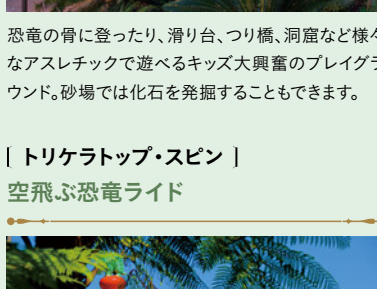 恐竜の骨に登ったり、滑り台、つり橋、洞窟など様々
なアスレチックで遊べるキッズ大興奮のプレイグラ
ウンド。砂場では化石を発掘することもできます。
[ トリケラトップ・スピン ]
空飛ぶ恐竜ライド